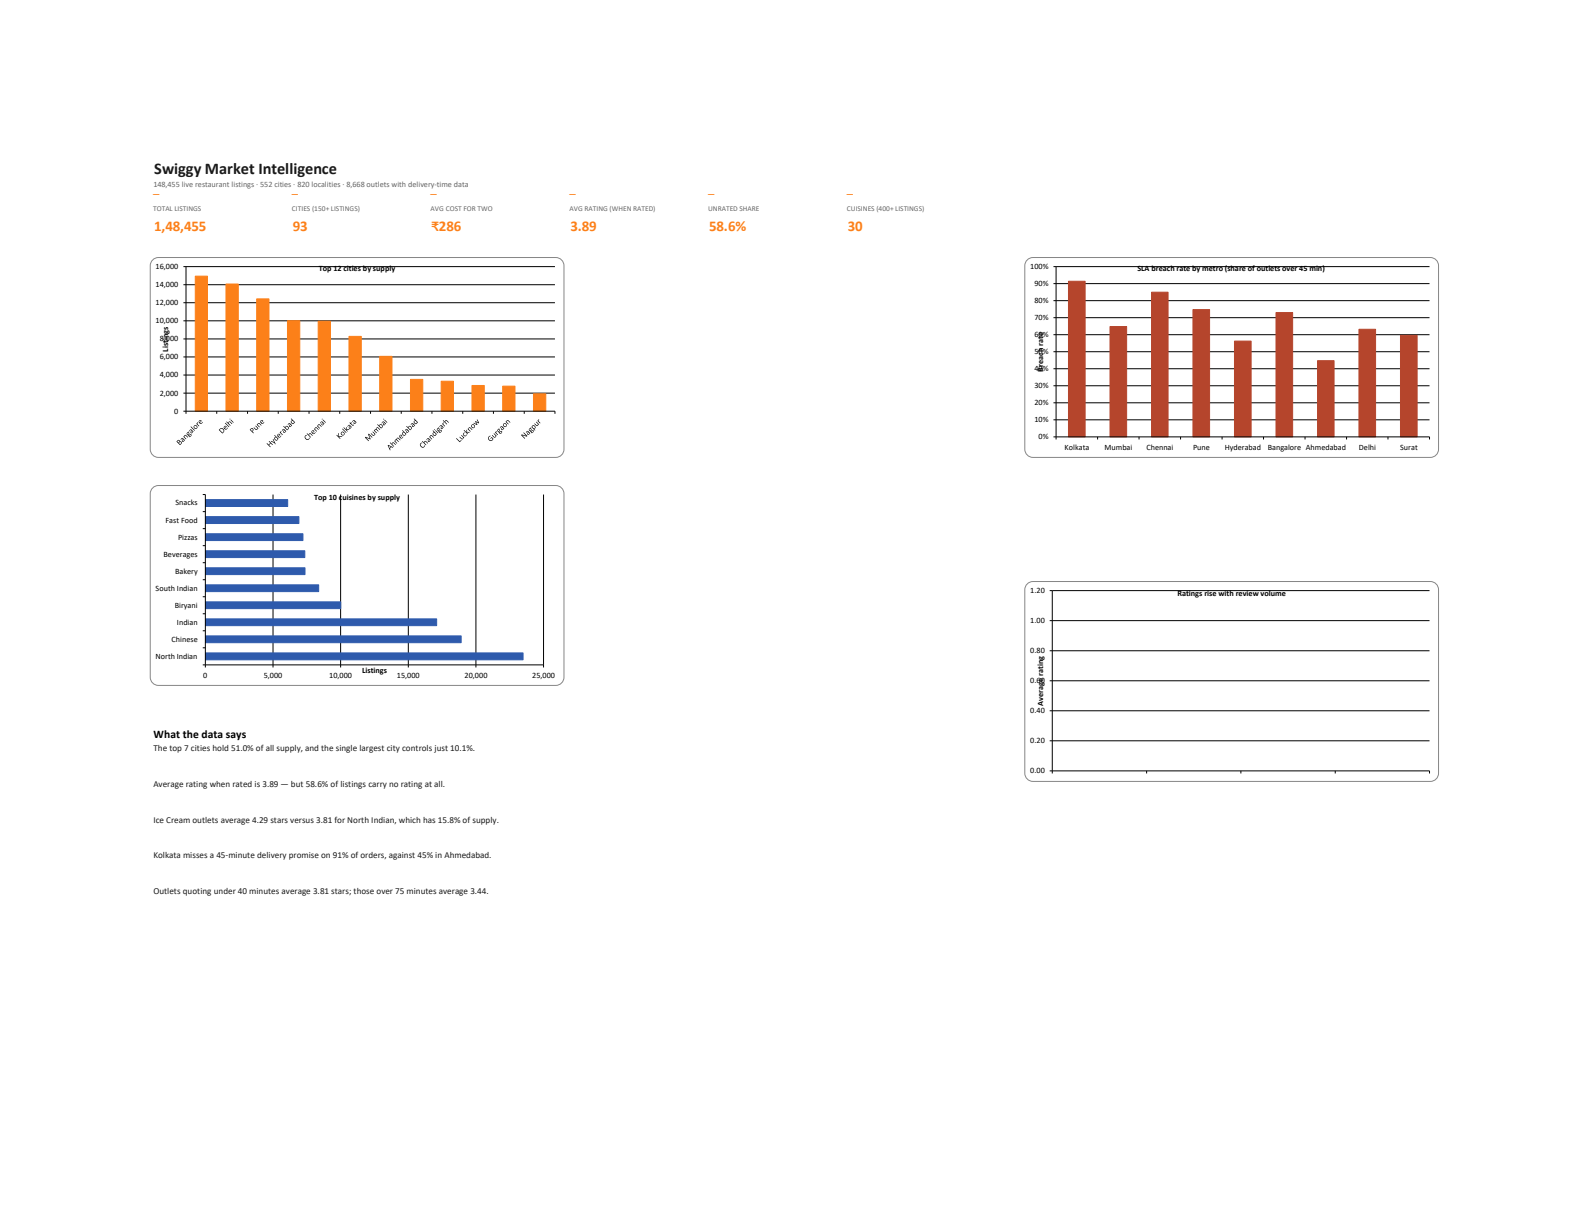 Swiggy Market Intelligence
148,455 live restaurant listings · 552 cities · 820 localities · 8,668 outlets with delivery-time data
TOTAL LISTINGS
1,48,455
CITIES (150+ LISTINGS)
93
AVG COST FOR TWO
₹286
AVG RATING (WHEN RATED)
3.89
UNRATED SHARE
58.6%
CUISINES (400+ LISTINGS)
30
Top 12 cities by supply
Listings
16,000
14,000
12,000
10,000
8,000
6,000
4,000
2,000
0
Bangalore
Delhi
Pune
Hyderabad
Chennai
Kolkata
Mumbai
Ahmedabad
Chandigarh
Lucknow
Gurgaon
Nagpur
SLA breach rate by metro (share of outlets over 45 min)
Breach rate
100%
90%
80%
70%
60%
50%
40%
30%
20%
10%
0%
Kolkata
Mumbai
Chennai
Pune
Hyderabad
Bangalore
Ahmedabad
Delhi
Surat
Top 10 cuisines by supply
Snacks
Fast Food
Pizzas
Beverages
Bakery
South Indian
Biryani
Indian
Chinese
North Indian
0
5,000
10,000
15,000
20,000
25,000
Listings
Ratings rise with review volume
Average rating
1.20
1.00
0.80
0.60
0.40
0.20
0.00
What the data says
The top 7 cities hold 51.0% of all supply, and the single largest city controls just 10.1%.
Average rating when rated is 3.89 — but 58.6% of listings carry no rating at all.
Ice Cream outlets average 4.29 stars versus 3.81 for North Indian, which has 15.8% of supply.
Kolkata misses a 45-minute delivery promise on 91% of orders, against 45% in Ahmedabad.
Outlets quoting under 40 minutes average 3.81 stars; those over 75 minutes average 3.44.